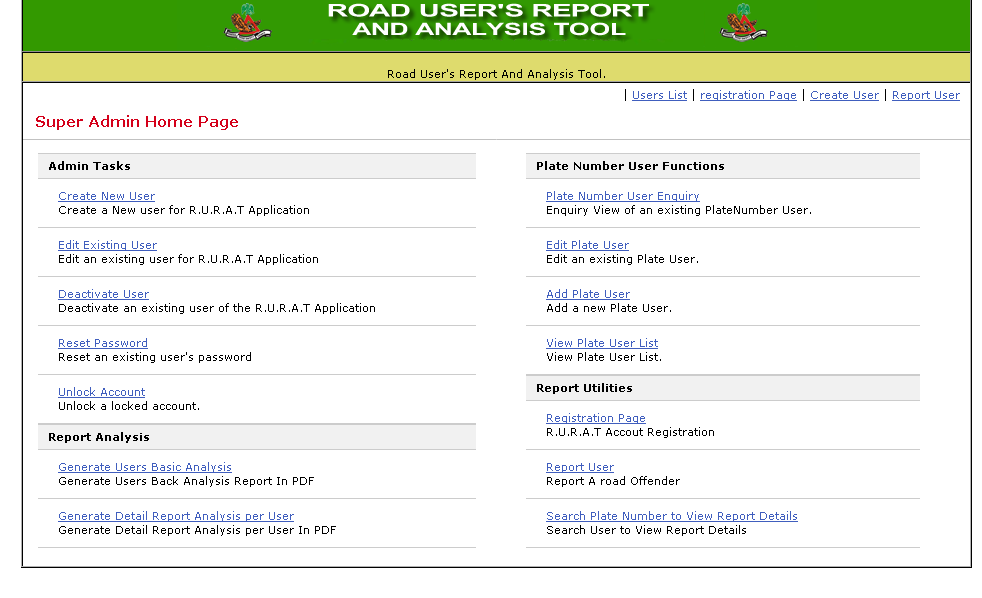 ROAD USER'S REPORT
AND ANALYSIS TOOL
Road User's Report And Analysis Tool.
| Users List | registration Page | Create User | Report User
Super Admin Home Page
Admin Tasks
Create New User
Create a New user for R.U.R.A.T Application
Edit Existing User
Edit an existing user for R.U.R.A.T Application
Deactivate User
Deactivate an existing user of the R.U.R.A.T Application
Reset Password
Reset an existing user's password
Unlock Account
Unlock a locked account.
Report Analysis
Generate Users Basic Analysis
Generate Users Back Analysis Report In PDF
Generate Detail Report Analysis per User
Generate Detail Report Analysis per User In PDF
Plate Number User Functions
Plate Number User Enquiry
Enquiry View of an existing PlateNumber User.
Edit Plate User
Edit an existing Plate User.
Add Plate User
Add a new Plate User.
View Plate User List
View Plate User List.
Report Utilities
Registration Page
R.U.R.A.T Accout Registration
Report User
Report A road Offender
Search Plate Number to View Report Details
Search User to View Report Details